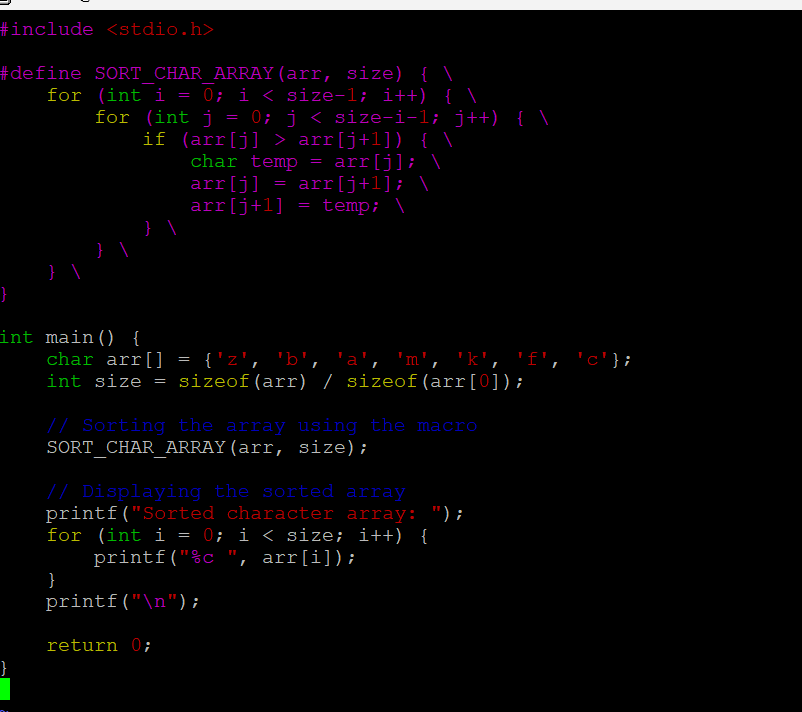 #include <stdio.h>

#define SORT_CHAR_ARRAY(arr, size) { \
    for (int i = 0; i < size-1; i++) { \
        for (int j = 0; j < size-i-1; j++) { \
            if (arr[j] > arr[j+1]) { \
                char temp = arr[j]; \
                arr[j] = arr[j+1]; \
                arr[j+1] = temp; \
            } \
        } \
    } \
}

int main() {
    char arr[] = {'z', 'b', 'a', 'm', 'k', 'f', 'c'};
    int size = sizeof(arr) / sizeof(arr[0]);

    // Sorting the array using the macro
    SORT_CHAR_ARRAY(arr, size);

    // Displaying the sorted array
    printf("Sorted character array: ");
    for (int i = 0; i < size; i++) {
        printf("%c ", arr[i]);
    }
    printf("\n");

    return 0;
}